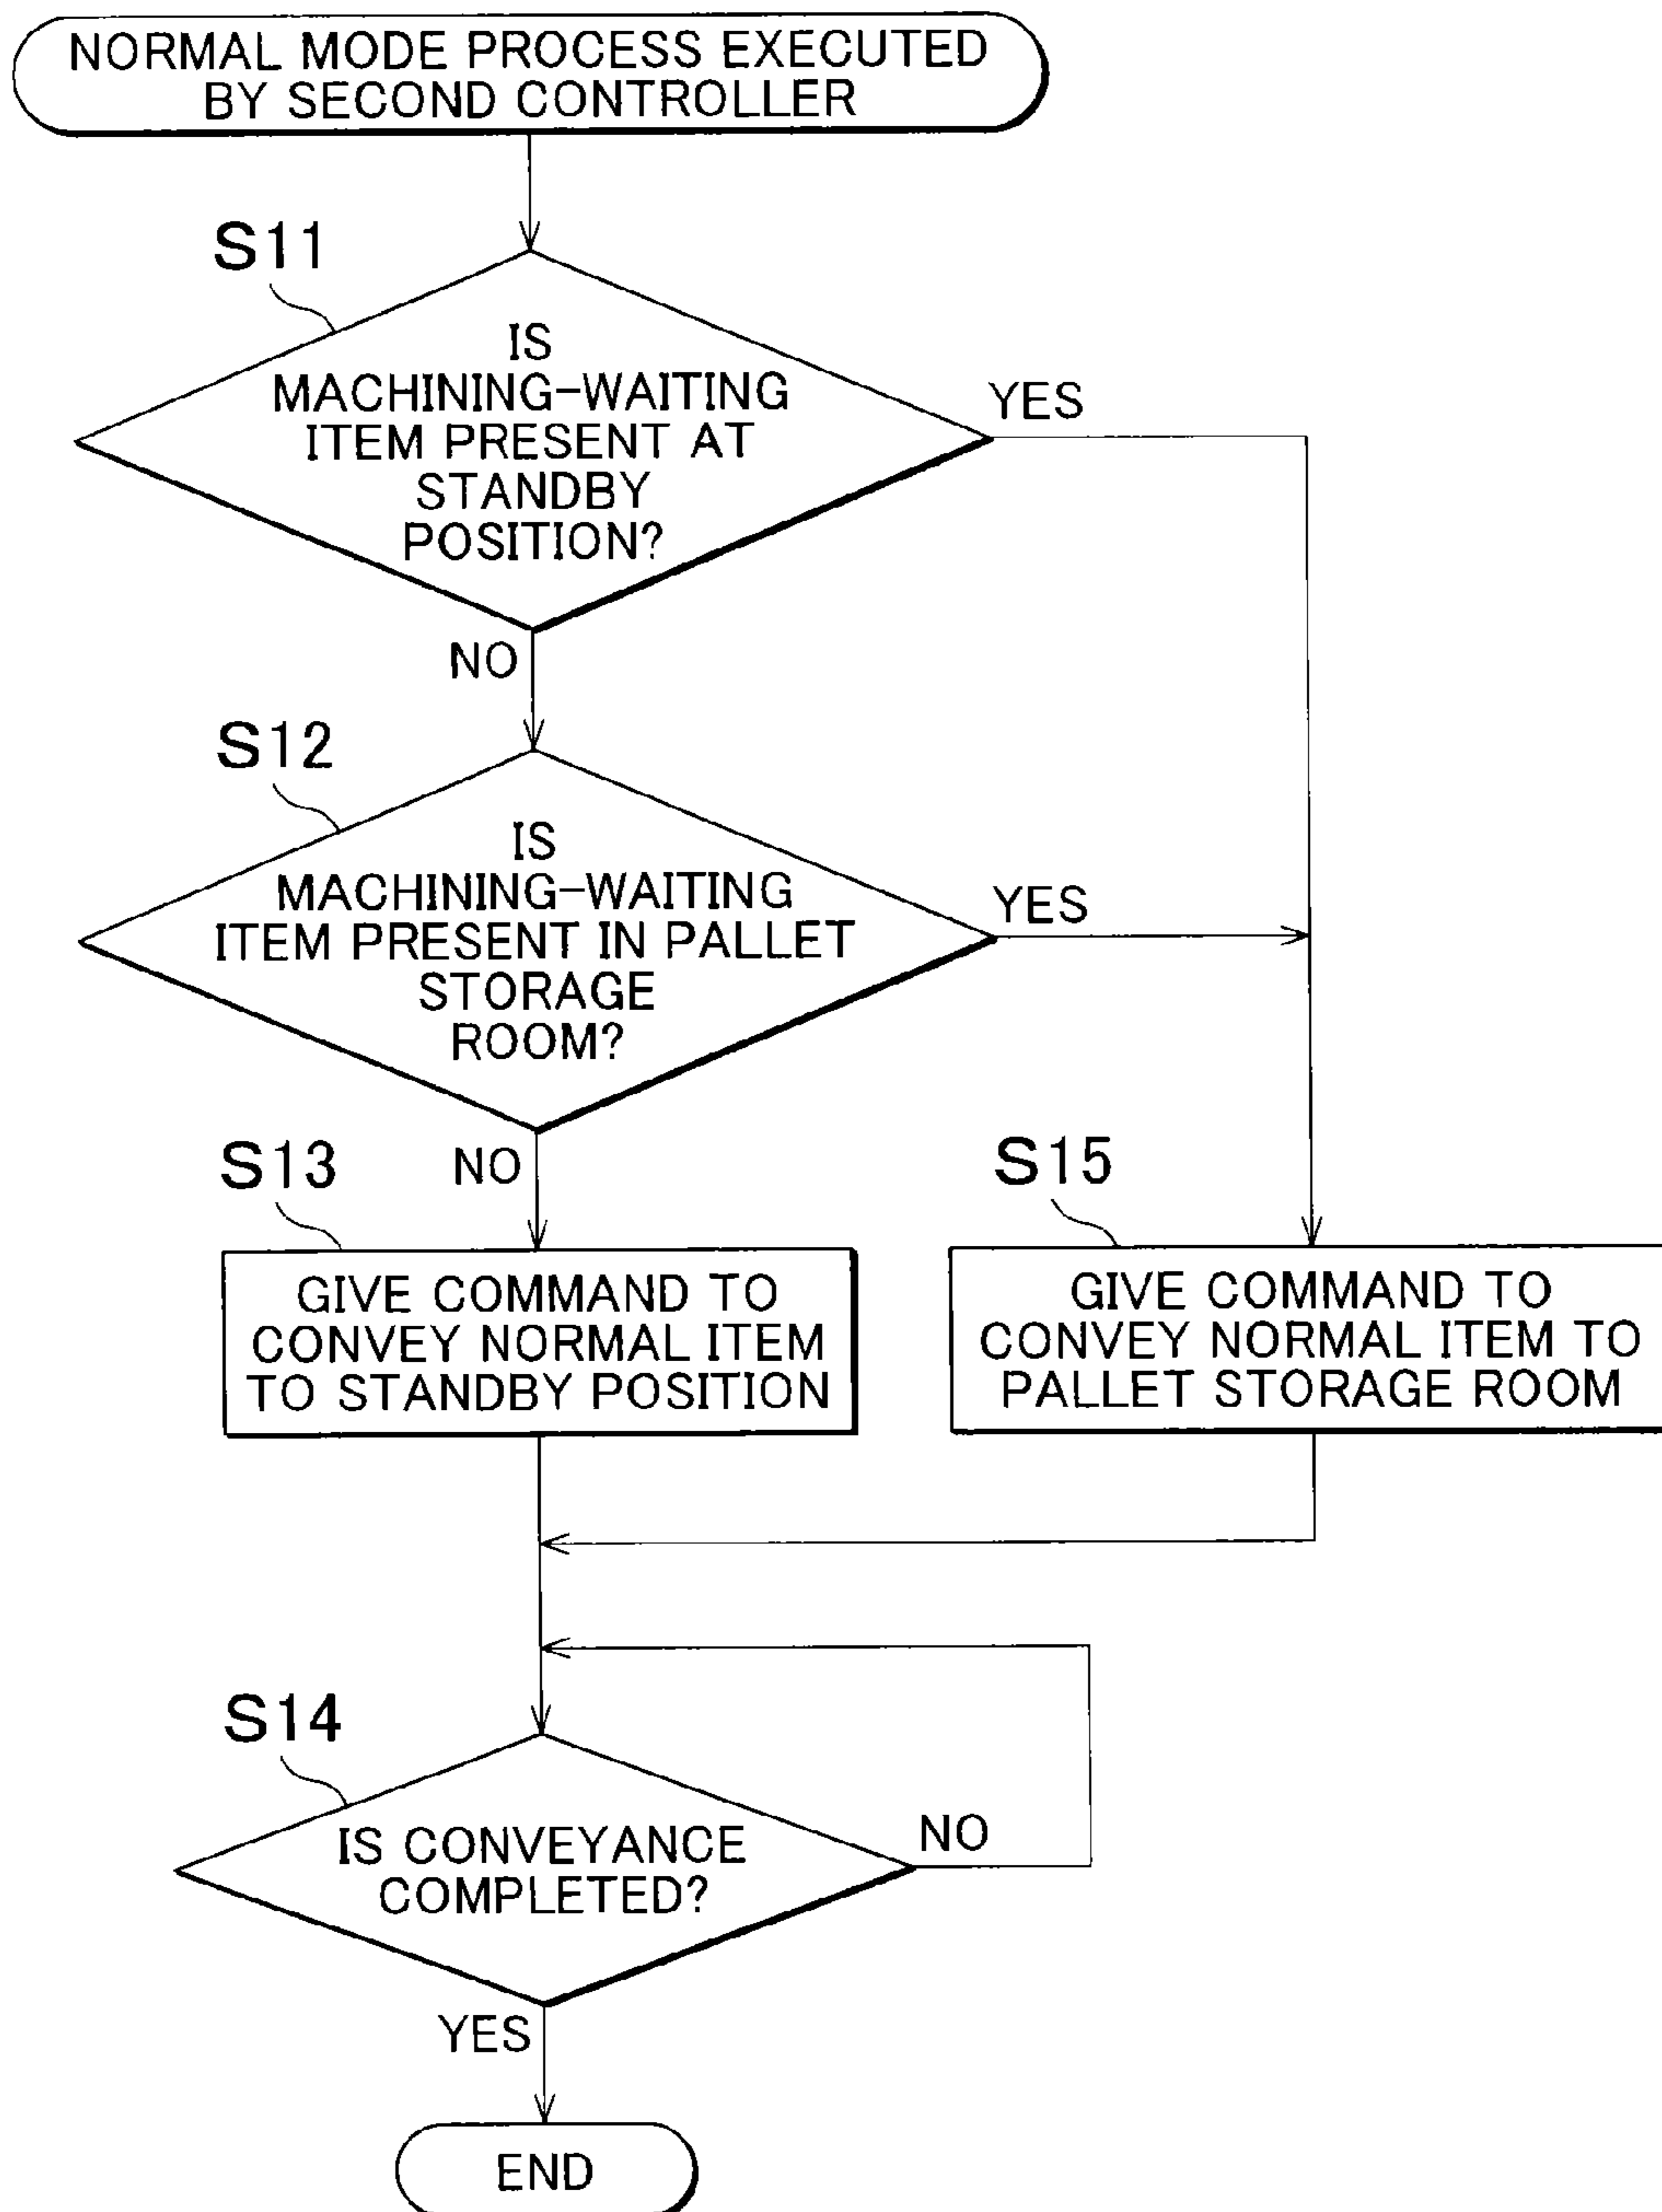 NORMAL MODE PROCESS EXECUTED
BY SECOND CONTROLLER
S11
IS
MACHINING-WAITING
ITEM PRESENT AT
STANDBY
POSITION?
YES
NO
S12
IS
MACHINING-WAITING
ITEM PRESENT IN PALLET
STORAGE
ROOM?
YES
NO
S13
GIVE COMMAND TO
CONVEY NORMAL ITEM
TO STANDBY POSITION
S15
GIVE COMMAND TO
CONVEY NORMAL ITEM TO
PALLET STORAGE ROOM
S14
IS CONVEYANCE
COMPLETED?
NO
YES
END